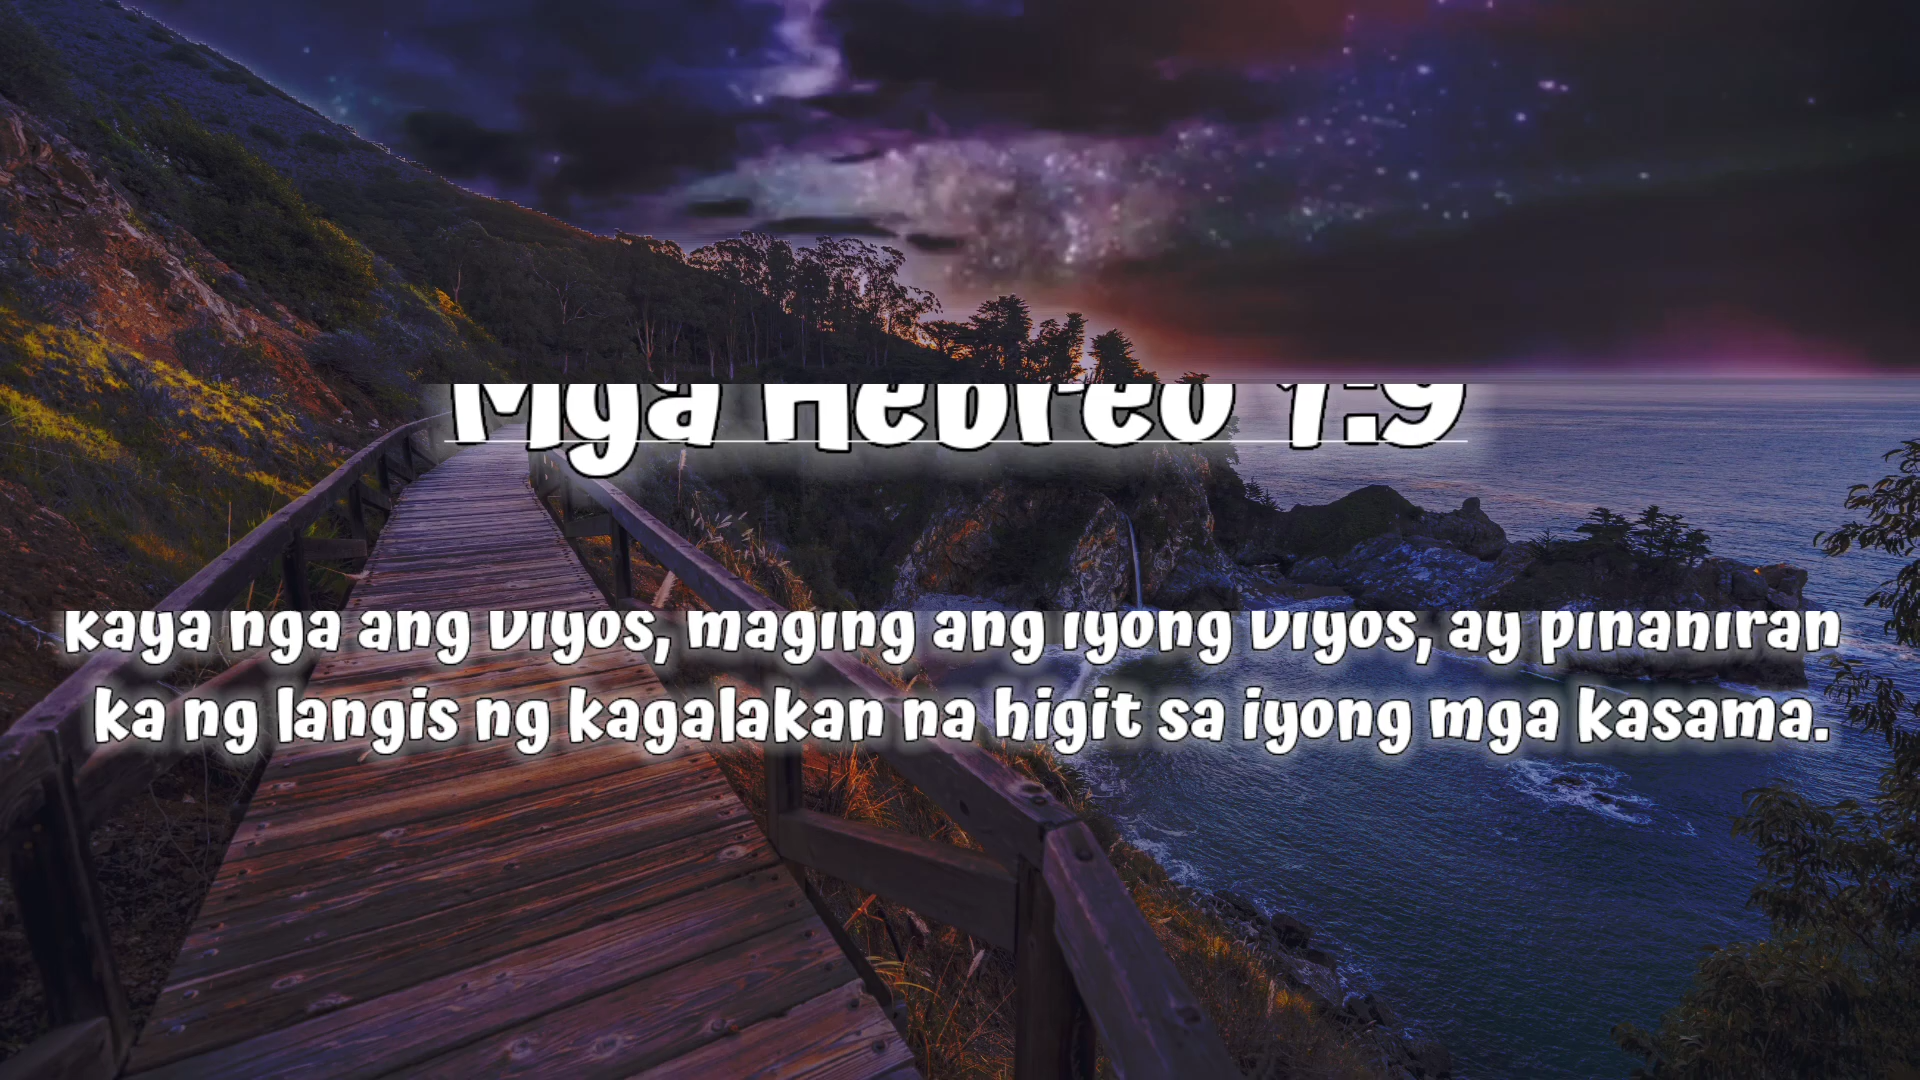 Mga Hebreo 1:9
kaya nga ang Diyos, maging ang iyong Diyos, ay pinahiran
ka ng langis ng kagalakan na higit sa iyong mga kasama.